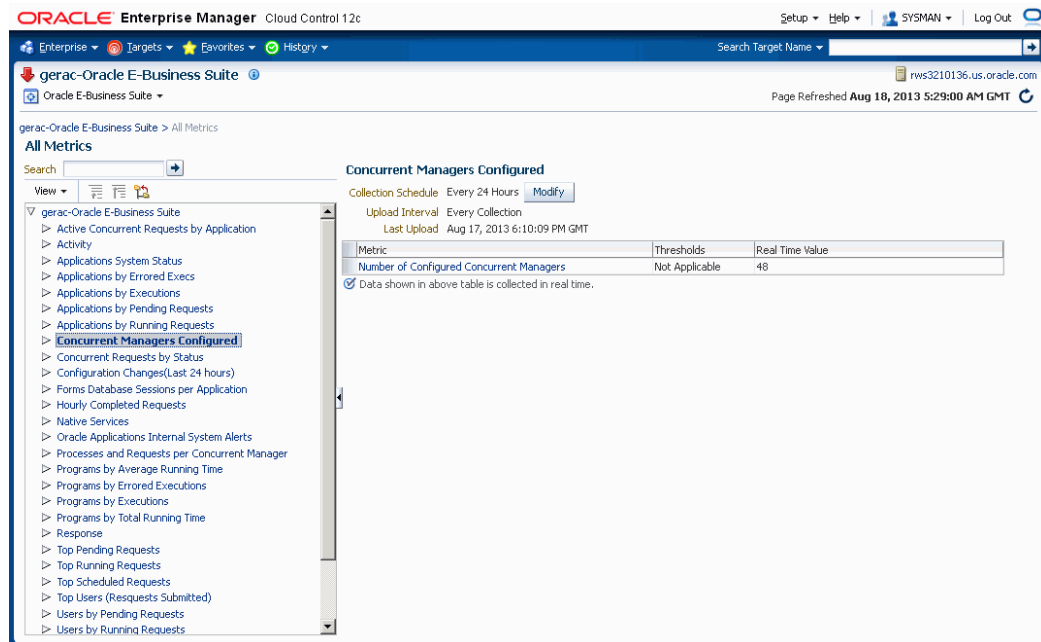 ORACLE Enterprise Manager Cloud Control 12c
Setup Help SYSMAN Log Out
Enterprise Targets Favorites History Search Target Name
gerac-Oracle E-Business Suite
rws3210136.us.oracle.com
Oracle E-Business Suite
Page Refreshed Aug 18, 2013 5:29:00 AM GMT
gerac-Oracle E-Business Suite > All Metrics
All Metrics
Search
View
gerac-Oracle E-Business Suite
Active Concurrent Requests by Application
Activity
Applications System Status
Applications by Errored Execs
Applications by Executions
Applications by Pending Requests
Applications by Running Requests
Concurrent Managers Configured
Concurrent Requests by Status
Configuration Changes(Last 24 hours)
Forms Database Sessions per Application
Hourly Completed Requests
Native Services
Oracle Applications Internal System Alerts
Processes and Requests per Concurrent Manager
Programs by Average Running Time
Programs by Errored Executions
Programs by Executions
Programs by Total Running Time
Response
Top Pending Requests
Top Running Requests
Top Scheduled Requests
Top Users (Resquests Submitted)
Users by Pending Requests
Users by Running Requests
Concurrent Managers Configured
Collection Schedule Every 24 Hours Modify
Upload Interval Every Collection
Last Upload Aug 17, 2013 6:10:09 PM GMT
Metric Thresholds Real Time Value
Number of Configured Concurrent Managers Not Applicable 48
Data shown in above table is collected in real time.